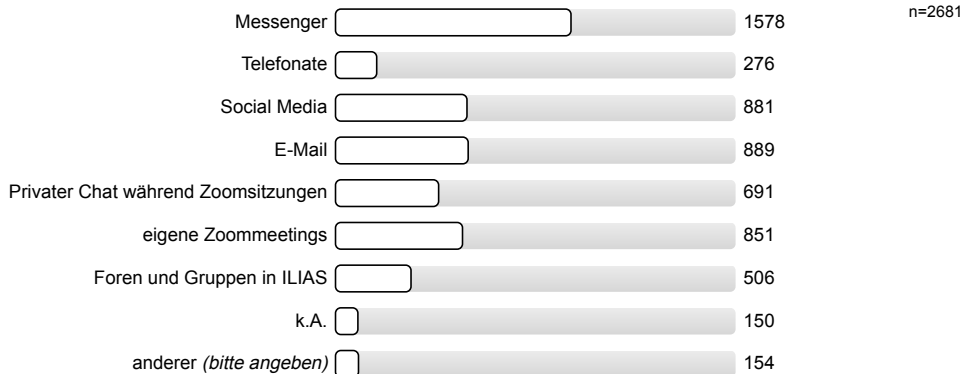 n=2681
Messenger 1578
Telefonate 276
Social Media 881
E-Mail 889
Privater Chat während Zoomsitzungen 691
eigene Zoommeetings 851
Foren und Gruppen in ILIAS 506
k.A. 150
anderer (bitte angeben) 154